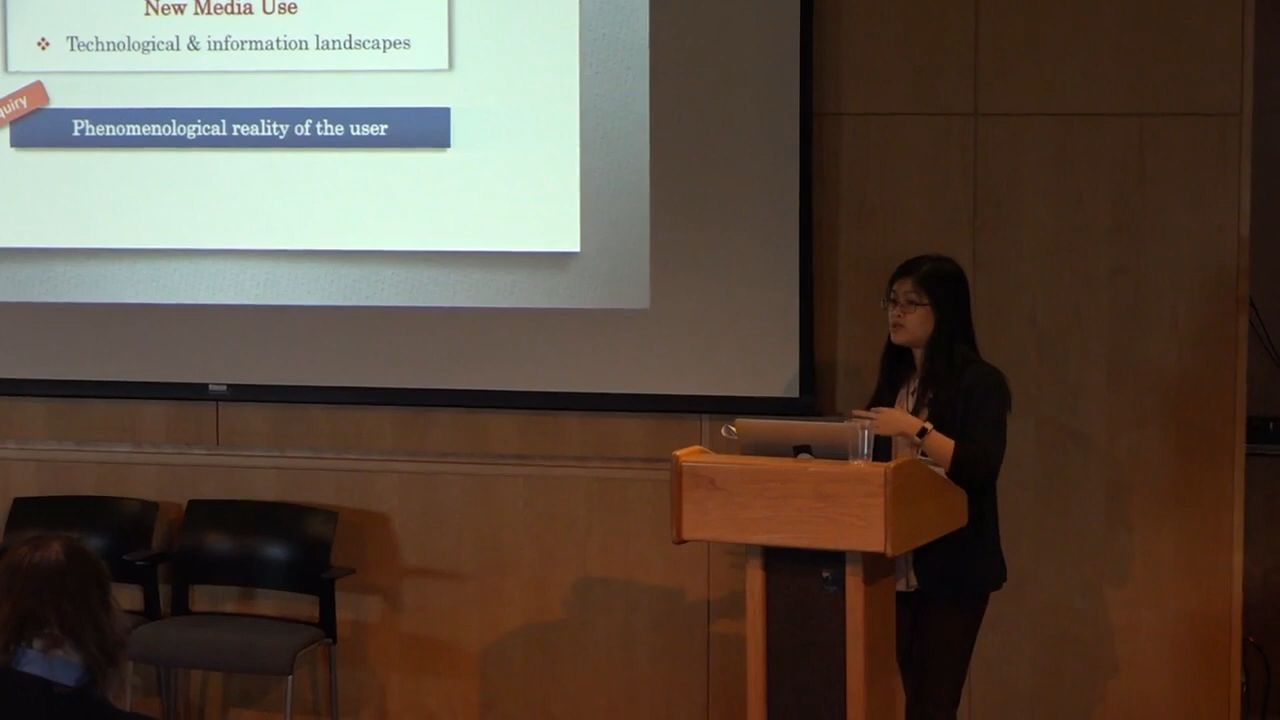 New Media Use
❖ Technological & information landscapes
Phenomenological reality of the user